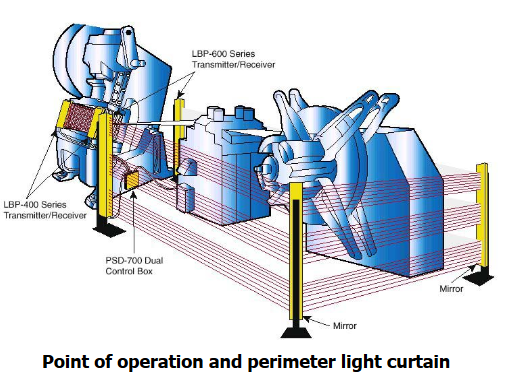 LBP-600 Series
Transmitter/Receiver
LBP-400 Series
Transmitter/Receiver
PSD-700 Dual
Control Box
Mirror
Mirror
Point of operation and perimeter light curtain